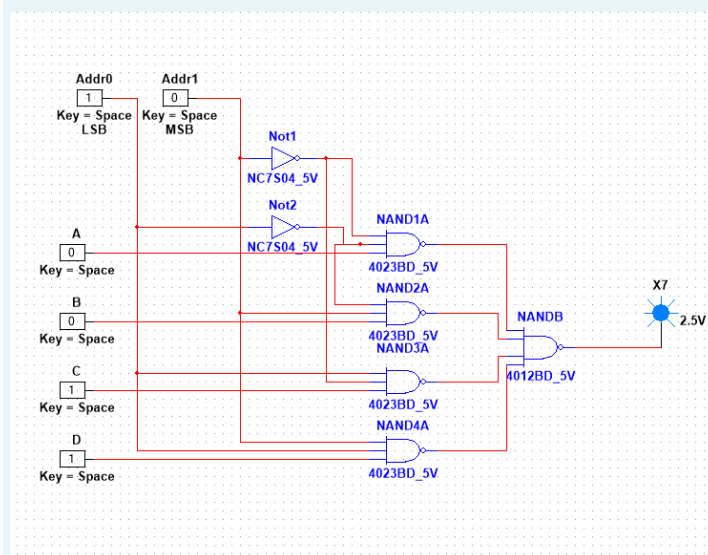 Addr0
1
Key = Space
LSB
Addr1
0
Key = Space
MSB
Not1
NC7S04_5V
Not2
NC7S04_5V
A
0
Key = Space
NAND1A
4023BD_5V
B
0
Key = Space
NAND2A
4023BD_5V
X7
2.5V
NANDB
4012BD_5V
NAND3A
4023BD_5V
C
1
Key = Space
NAND4A
4023BD_5V
D
1
Key = Space